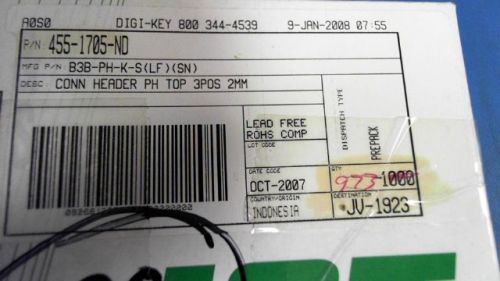 A0S0 DIGI-KEY 800 344-4539 9-JAN-2008 07:55
P/N: 455-1705-ND
MFG P/N: B3B-PH-K-S(LF)(SN)
DESC: CONN HEADER PH TOP 3POS 2MM
LEAD FREE
ROHS COMP
LOT CODE
DISPATCH TYPE
PREPACK
DATE CODE
OCT-2007
QTY
973 1000
COUNTRY/ORIGIN
INDONESIA
DESTINATION
JV-1923